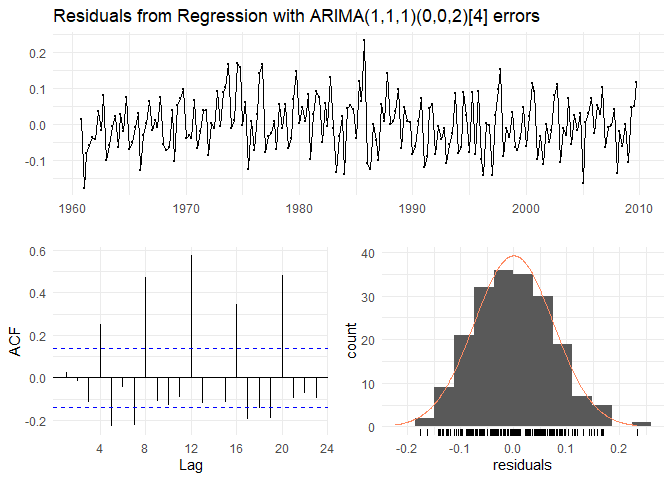 Residuals from Regression with ARIMA(1,1,1)(0,0,2)[4] errors
0.2
0.1
0.0
-0.1
1960 1970 1980 1990 2000 2010
ACF
0.6
0.4
0.2
0.0
-0.2
4 8 12 16 20 24
Lag
count
40
30
20
10
0
-0.2 -0.1 0.0 0.1 0.2
residuals